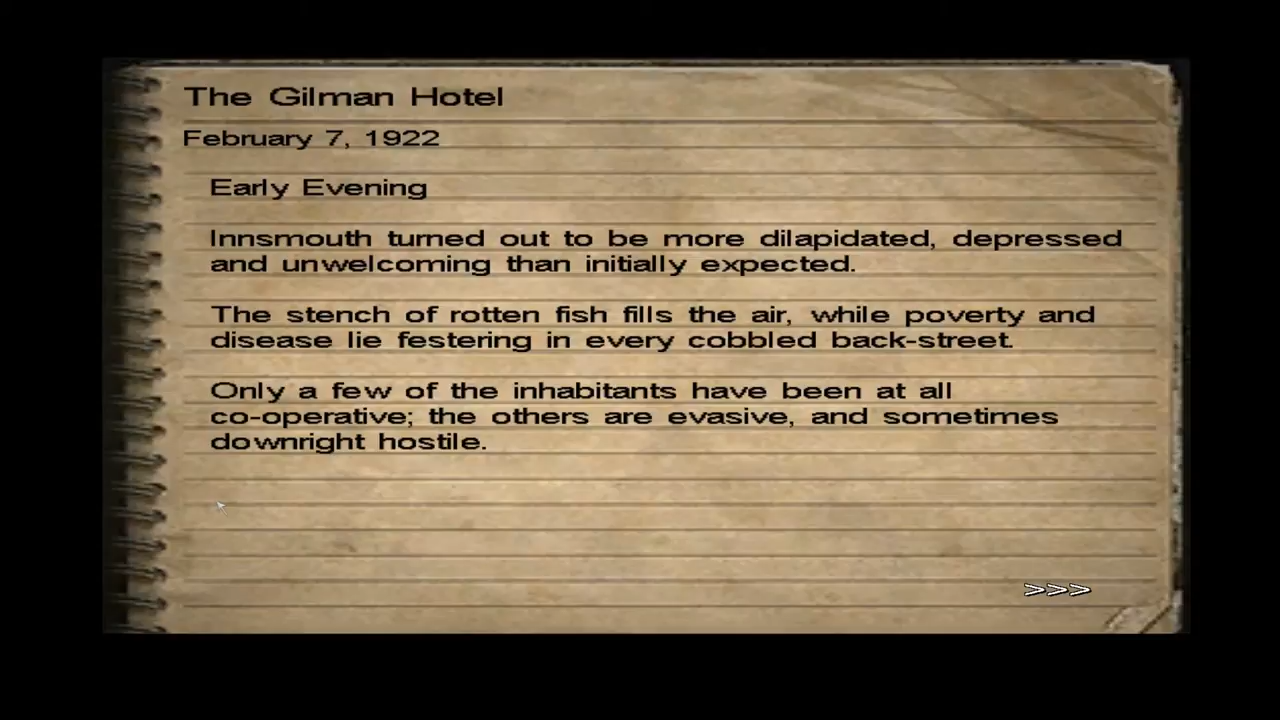 The Gilman Hotel
February 7, 1922
Early Evening
Innsmouth turned out to be more dilapidated, depressed
and unwelcoming than initially expected.
The stench of rotten fish fills the air, while poverty and
disease lie festering in every cobbled back-street.
Only a few of the inhabitants have been at all
co-operative; the others are evasive, and sometimes
downright hostile.
>>>